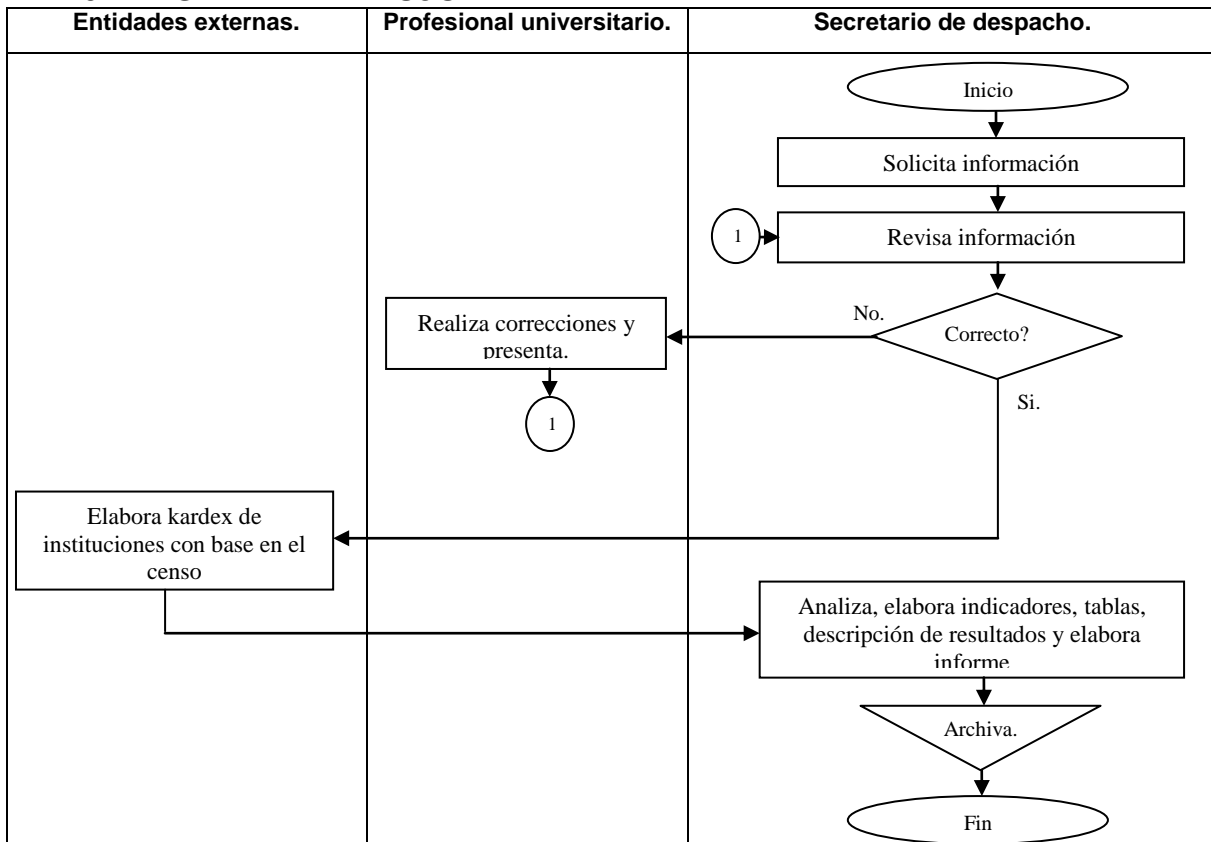 Entidades externas.
Profesional universitario.
Secretario de despacho.
Inicio
Solicita información
1
Revisa información
Correcto?
No.
Realiza correcciones y
presenta.
1
Si.
Elabora kardex de
instituciones con base en el
censo
Analiza, elabora indicadores, tablas,
descripción de resultados y elabora
informe
Archiva.
Fin